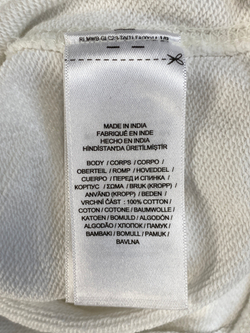 MADE IN INDIA
FABRIQUÉ EN INDE
HECHO EN INDIA
HİNDİSTAN'DA ÜRETİLMİŞTİR
BODY / CORPS / CORPO /
OBERTEIL / ROMP / HOVEDDEL /
CUERPO / ПЕРЕД И СПИНКА /
ΚΟΡΠУС / ΣΩΜΑ / BRUK (KROPP) /
ANVÄND (KROPP) / BEDEN /
VRCHNÍ ČÁST : 100% COTTON /
COTON / COTONE / BAUMWOLLE /
KATOEN / BOMULD / ALGODÓN /
ALGODÃO / ХЛОПОК / ΠΑΜΥΚ /
BAMBAKI / BOMULL / PAMUK /
BAVLNA